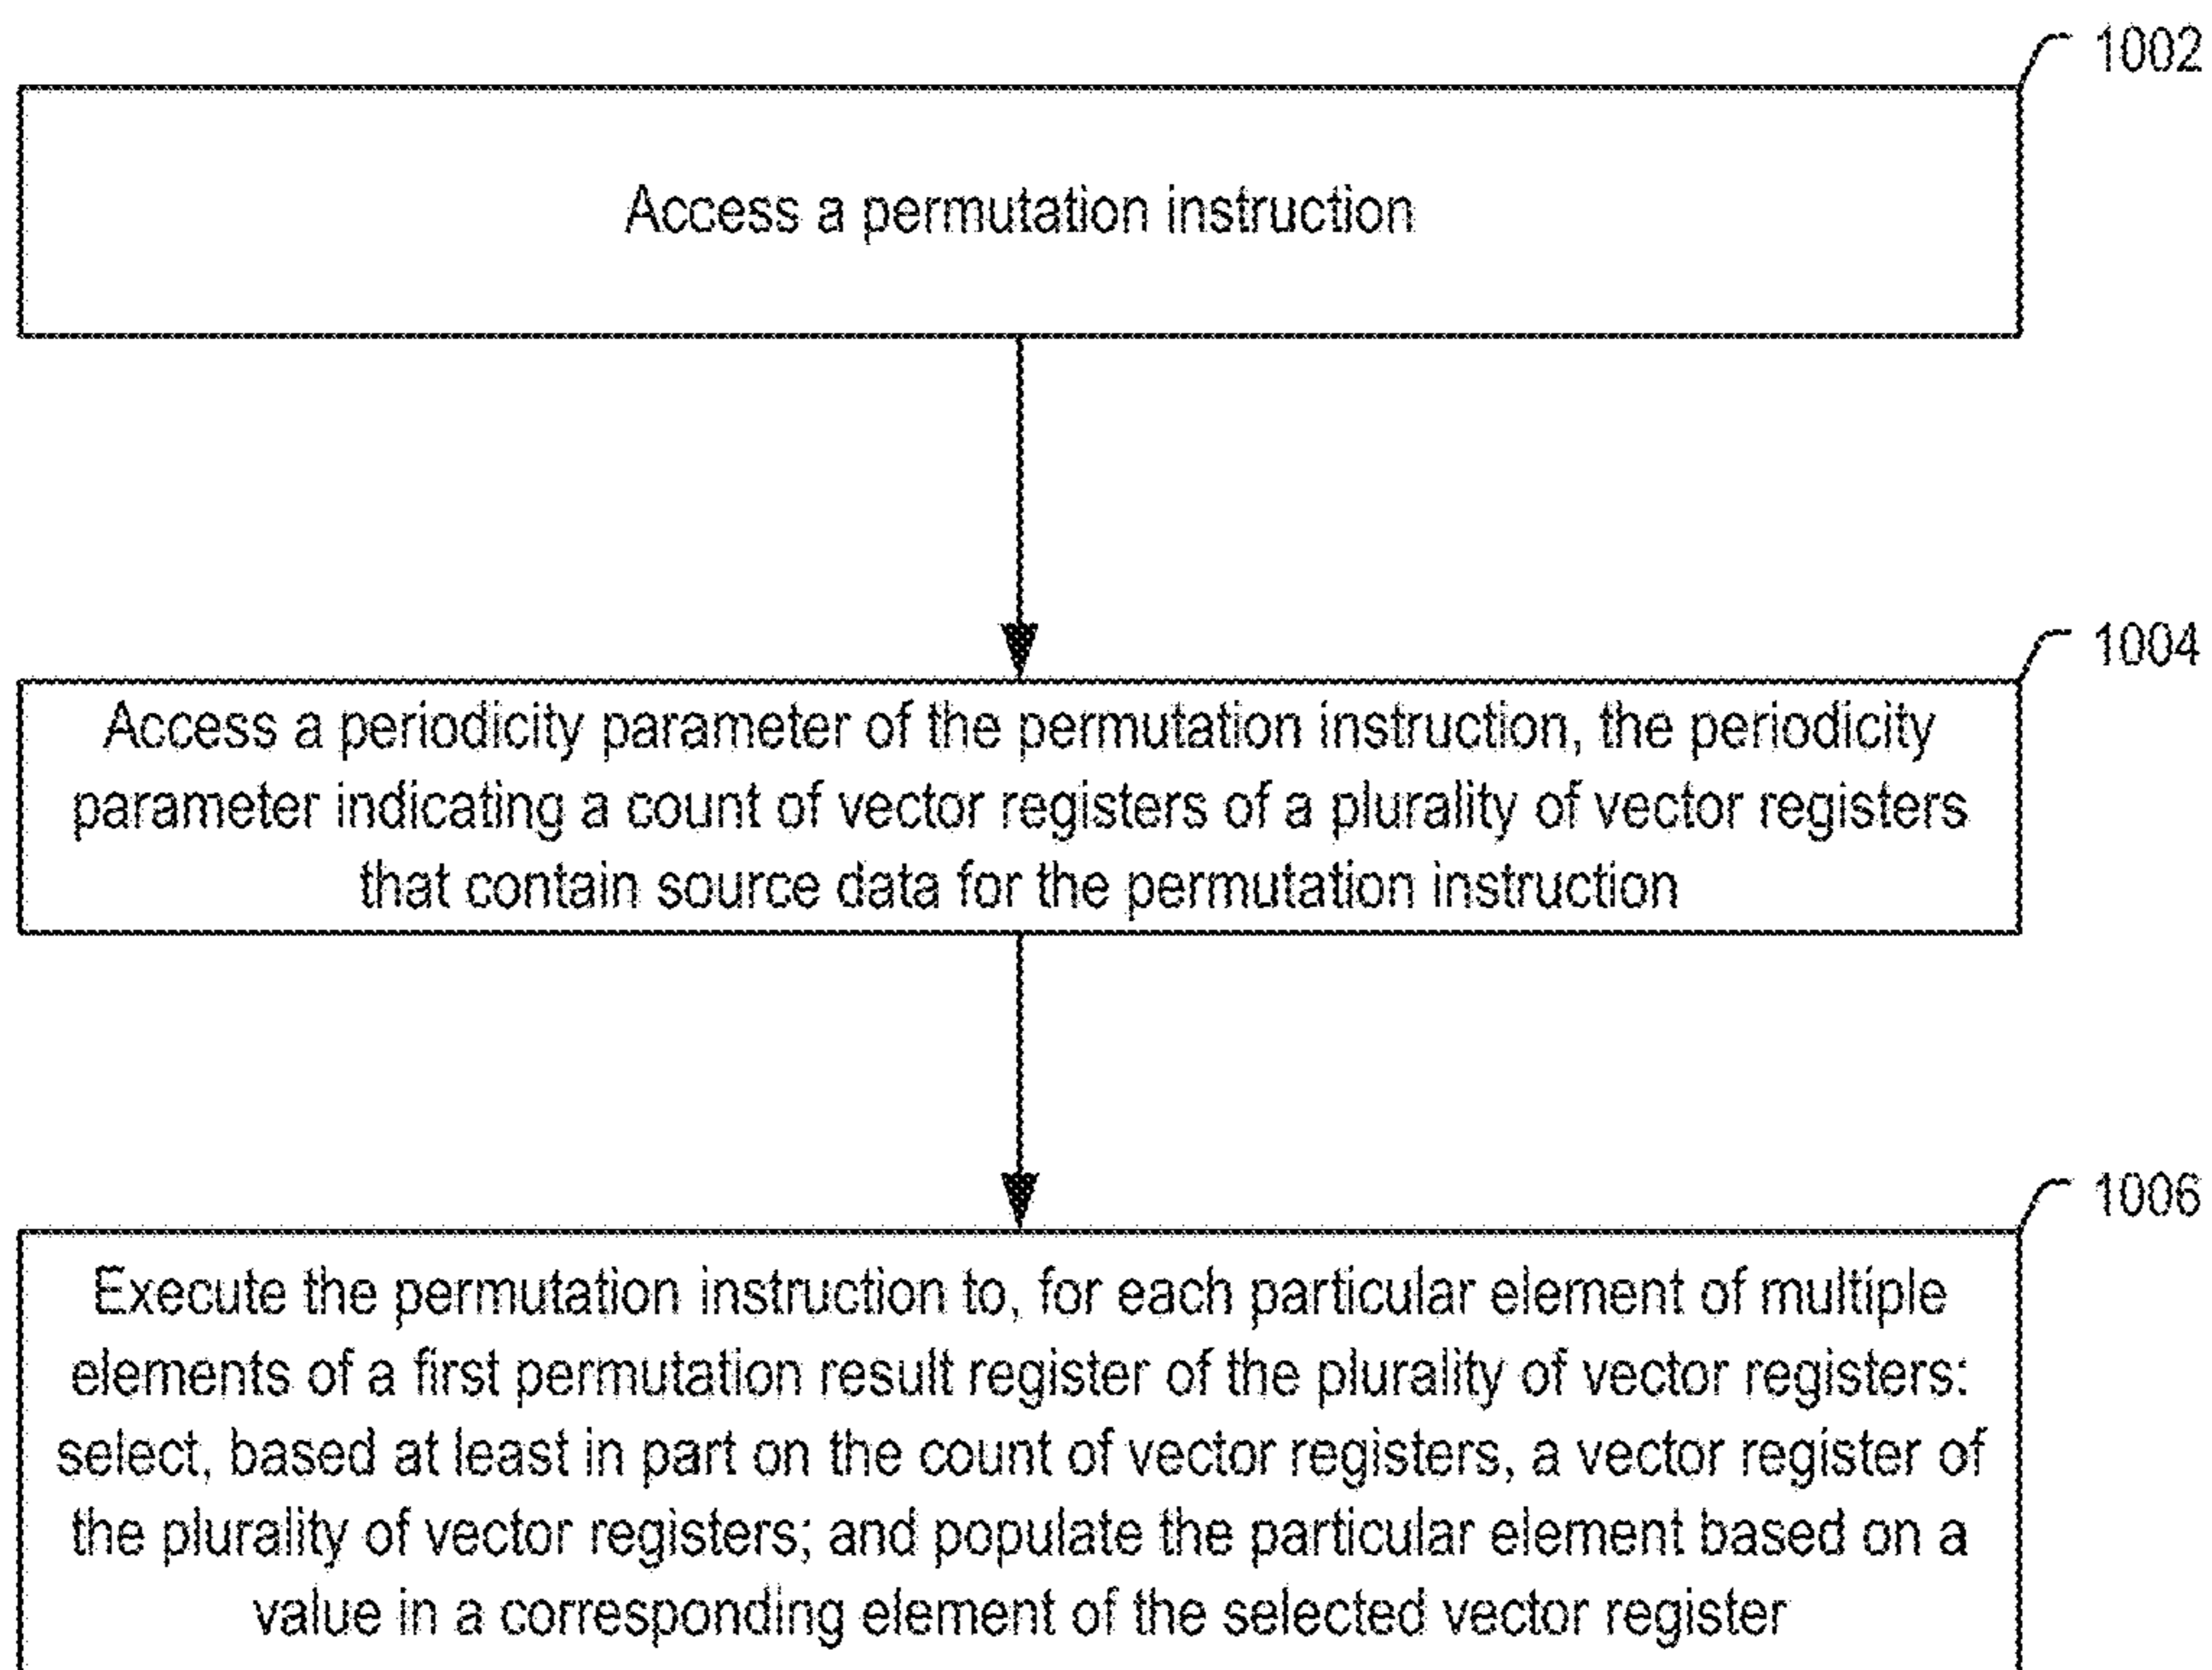 1002
Access a permutation instruction
1004
Access a periodicity parameter of the permutation instruction, the periodicity
parameter indicating a count of vector registers of a plurality of vector registers
that contain source data for the permutation instruction
1006
Execute the permutation instruction to, for each particular element of multiple
elements of a first permutation result register of the plurality of vector registers:
select, based at least in part on the count of vector registers, a vector register of
the plurality of vector registers; and populate the particular element based on a
value in a corresponding element of the selected vector register